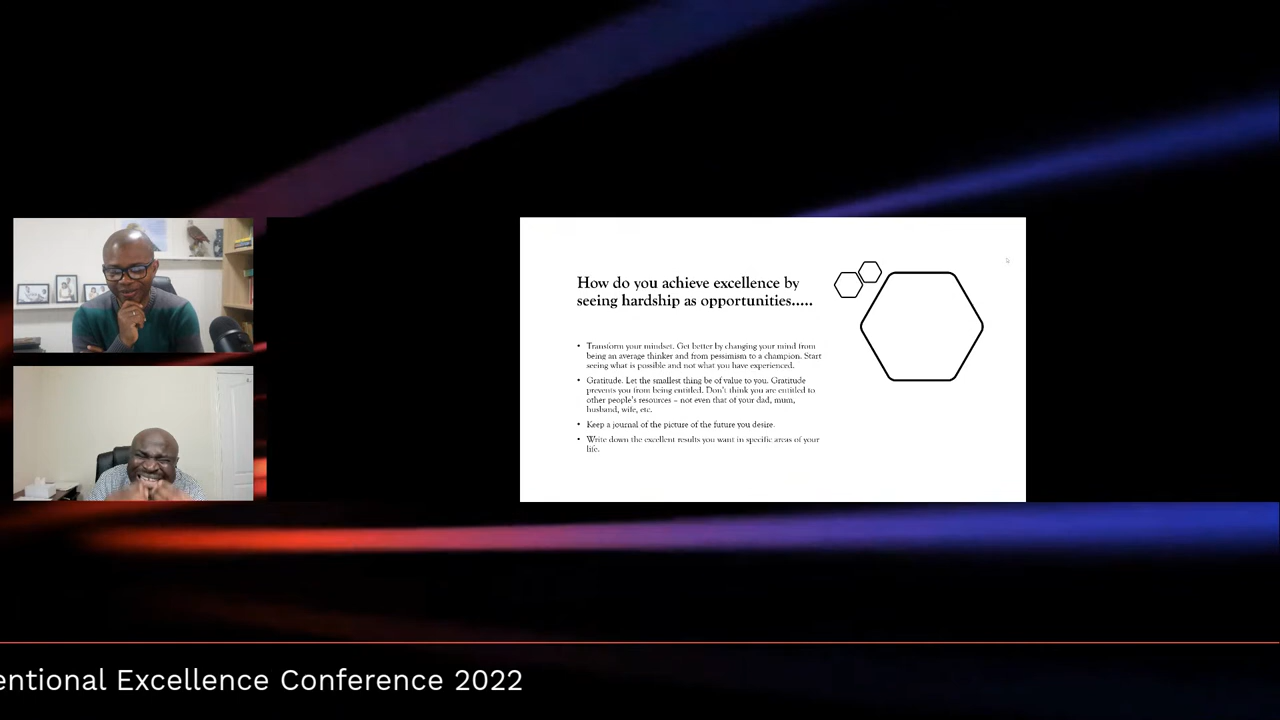 How do you achieve excellence by
seeing hardship as opportunities.....
• Transform your mindset. Get better by changing your mind from
being an average thinker and from pessimism to a champion. Start
seeing what is possible and not what you have experienced.
• Gratitude. Let the smallest thing be of value to you. Gratitude
prevents you from being entitled. Don't think you are entitled to
other people's resources – not even that of your dad, mum,
husband, wife, etc.
• Keep a journal of the picture of the future you desire.
• Write down the excellent results you want in specific areas of your
life.
entional Excellence Conference 2022